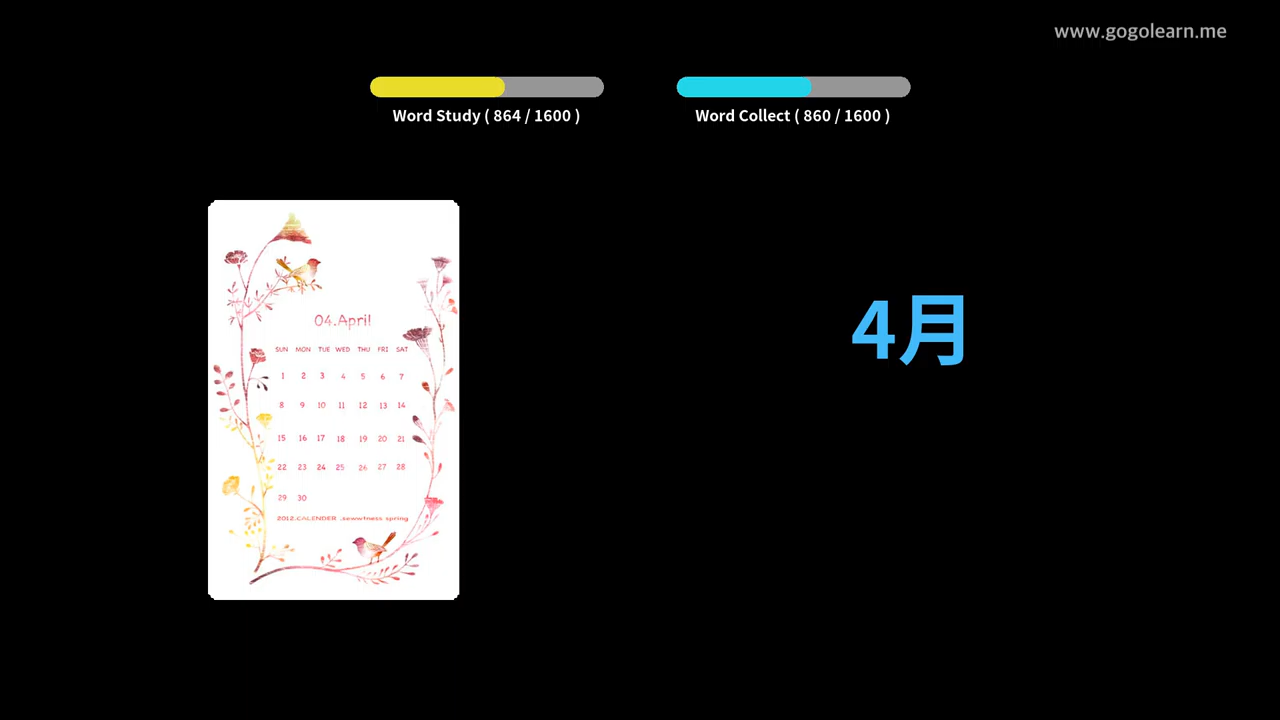 www.gogolearn.me
Word Study ( 864 / 1600 )
Word Collect ( 860 / 1600 )
04.April
SUN MON TUE WED THU FRI SAT
1 2 3 4 5 6 7
8 9 10 11 12 13 14
15 16 17 18 19 20 21
22 23 24 25 26 27 28
29 30
2012.CALENDER .sewwtness spring
4月